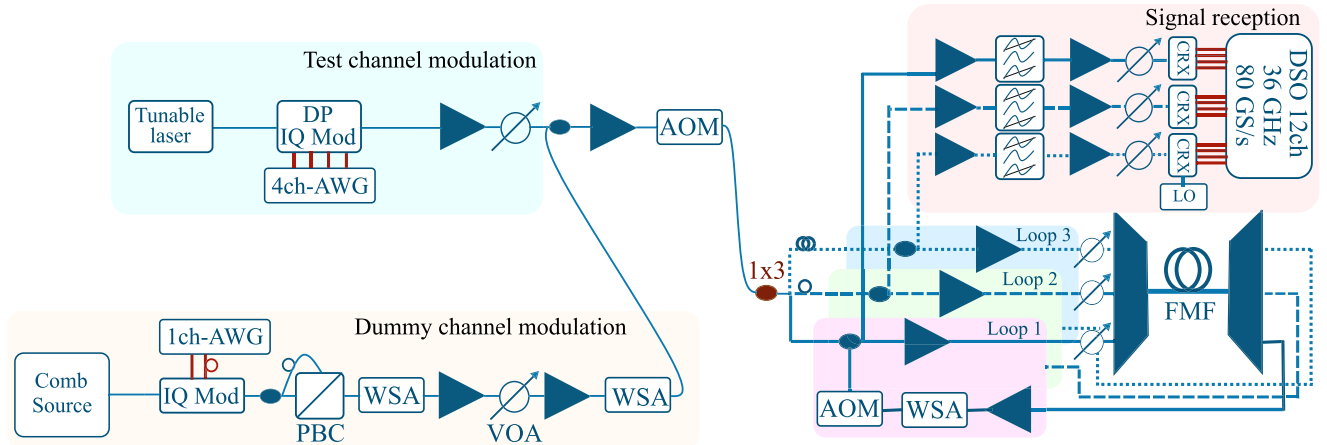 Signal reception
Test channel modulation
Tunable
laser
DP
IQ Mod
4ch-AWG
AOM
CRX
CRX
CRX
LO
DSO 12ch
36 GHz
80 GS/s
1x3
Loop 3
Loop 2
Loop 1
FMF
AOM
WSA
Dummy channel modulation
1ch-AWG
Comb
Source
IQ Mod
PBC
WSA
VOA
WSA